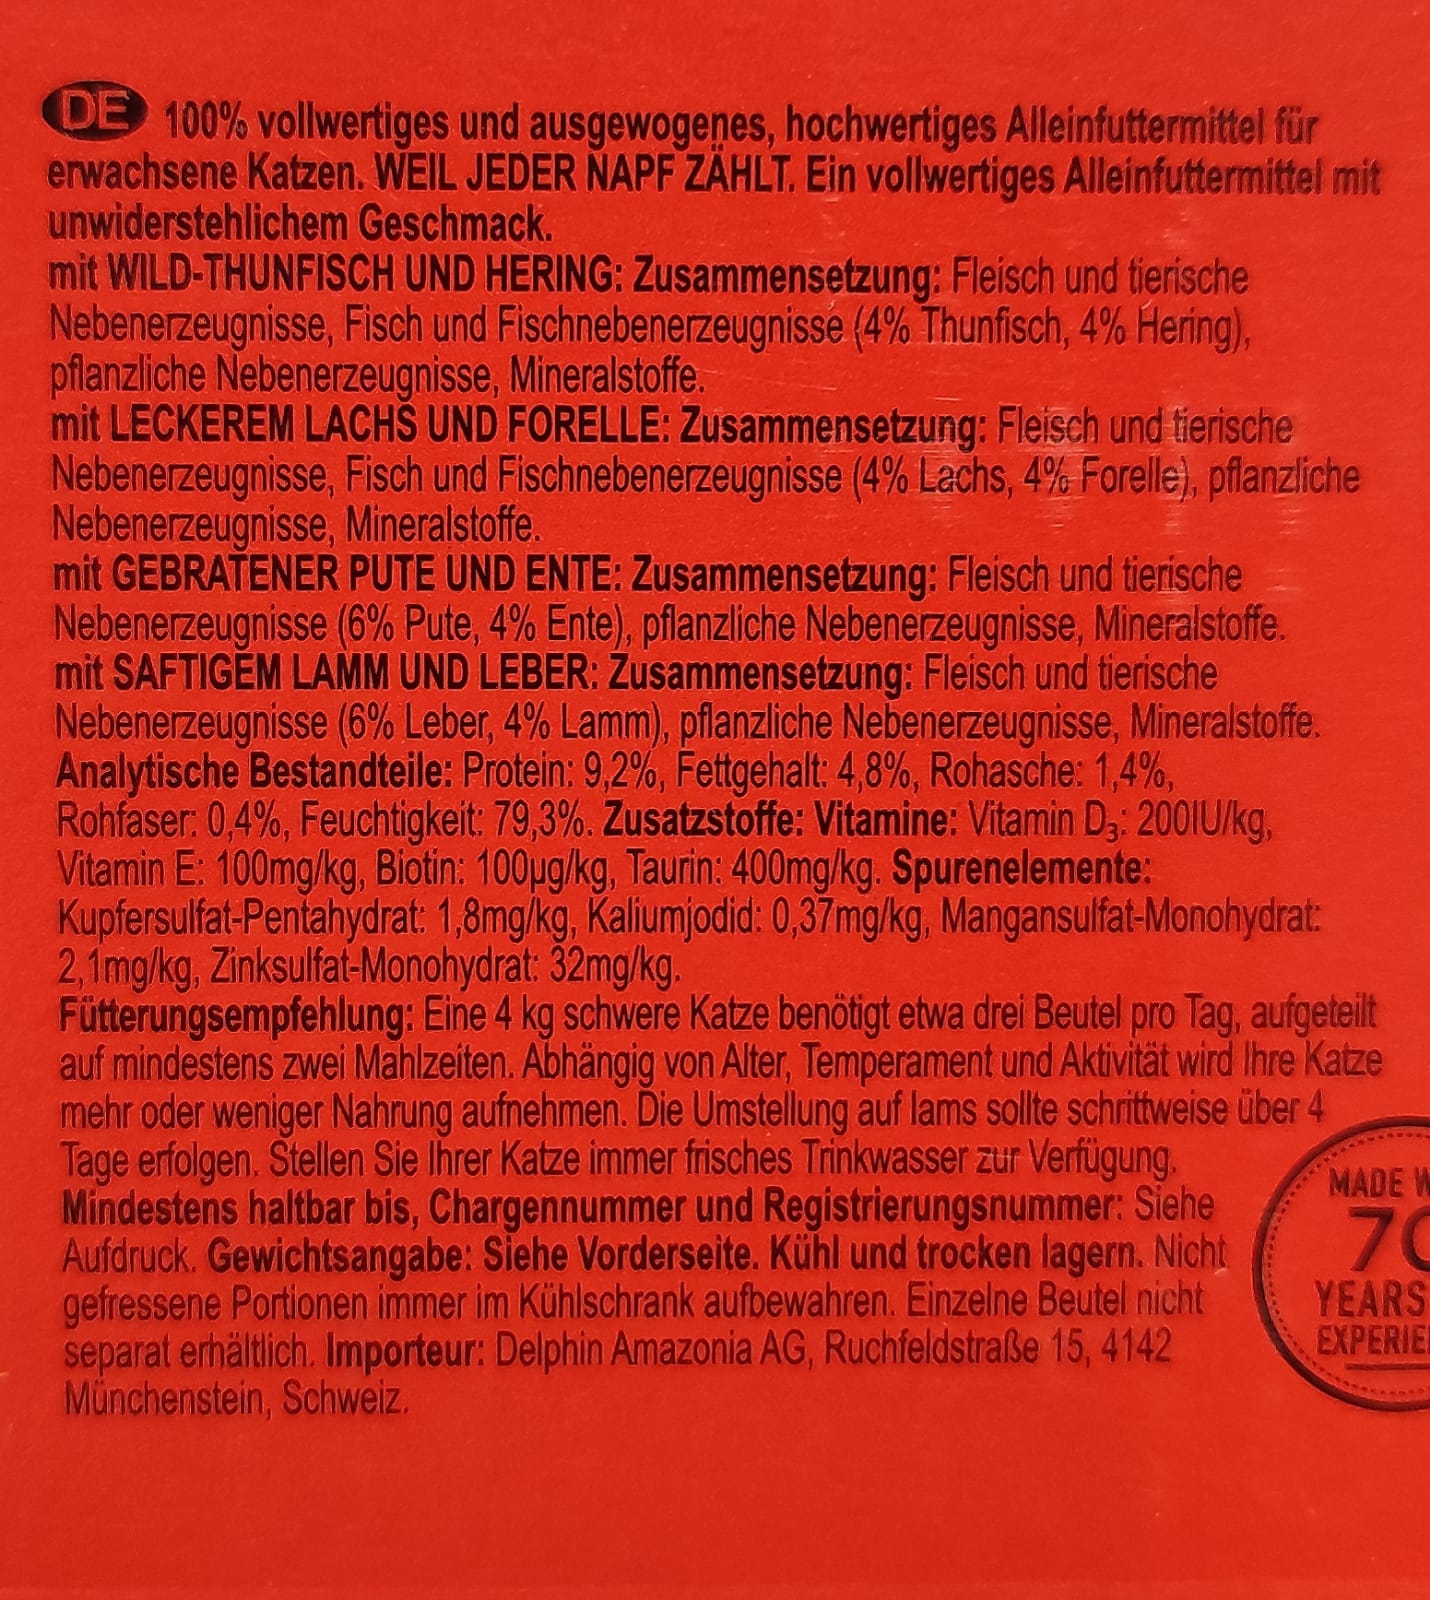 DE 100% vollwertiges und ausgewogenes, hochwertiges Alleinfuttermittel für
erwachsene Katzen. WEIL JEDER NAPF ZÄHLT. Ein vollwertiges Alleinfuttermittel mit
unwiderstehlichem Geschmack.
mit WILD-THUNFISCH UND HERING: Zusammensetzung: Fleisch und tierische
Nebenerzeugnisse, Fisch und Fischnebenerzeugnisse (4% Thunfisch, 4% Hering),
pflanzliche Nebenerzeugnisse, Mineralstoffe.
mit LECKEREM LACHS UND FORELLE: Zusammensetzung: Fleisch und tierische
Nebenerzeugnisse, Fisch und Fischnebenerzeugnisse (4% Lachs, 4% Forelle), pflanzliche
Nebenerzeugnisse, Mineralstoffe.
mit GEBRATENER PUTE UND ENTE: Zusammensetzung: Fleisch und tierische
Nebenerzeugnisse (6% Pute, 4% Ente), pflanzliche Nebenerzeugnisse, Mineralstoffe.
mit SAFTIGEM LAMM UND LEBER: Zusammensetzung: Fleisch und tierische
Nebenerzeugnisse (6% Leber, 4% Lamm), pflanzliche Nebenerzeugnisse, Mineralstoffe.
Analytische Bestandteile: Protein: 9,2%, Fettgehalt: 4,8%, Rohasche: 1,4%,
Rohfaser: 0,4%, Feuchtigkeit: 79,3%. Zusatzstoffe: Vitamine: Vitamin D₃: 200IU/kg,
Vitamin E: 100mg/kg, Biotin: 100µg/kg, Taurin: 400mg/kg. Spurenelemente:
Kupfersulfat-Pentahydrat: 1,8mg/kg, Kaliumjodid: 0,37mg/kg, Mangansulfat-Monohydrat:
2,1mg/kg, Zinksulfat-Monohydrat: 32mg/kg.
Fütterungsempfehlung: Eine 4 kg schwere Katze benötigt etwa drei Beutel pro Tag, aufgeteilt
auf mindestens zwei Mahlzeiten. Abhängig von Alter, Temperament und Aktivität wird Ihre Katze
mehr oder weniger Nahrung aufnehmen. Die Umstellung auf Iams sollte schrittweise über 4
Tage erfolgen. Stellen Sie Ihrer Katze immer frisches Trinkwasser zur Verfügung.
Mindestens haltbar bis, Chargennummer und Registrierungsnummer: Siehe
Aufdruck. Gewichtsangabe: Siehe Vorderseite. Kühl und trocken lagern. Nicht
gefressene Portionen immer im Kühlschrank aufbewahren. Einzelne Beutel nicht
separat erhältlich. Importeur: Delphin Amazonia AG, Ruchfeldstraße 15, 4142
Münchenstein, Schweiz.
MADE
YEARS